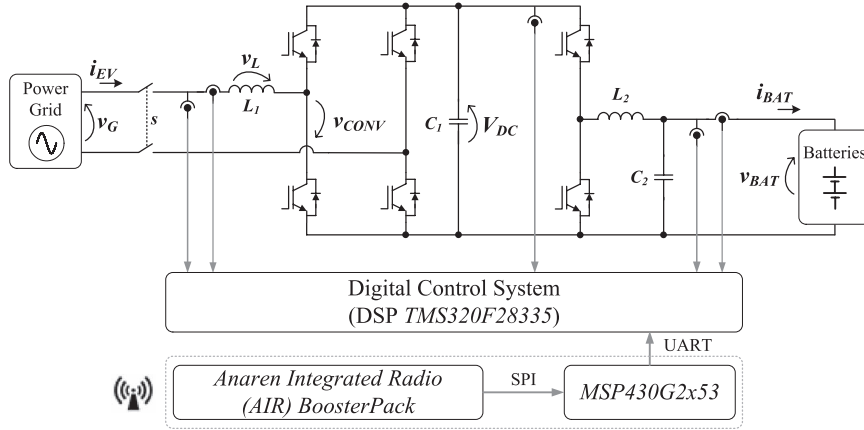 Power
Grid
i_EV
v_G
s
v_L
L_1
v_CONV
C_1
V_DC
L_2
C_2
i_BAT
v_BAT
Batteries
Digital Control System
(DSP TMS320F28335)
UART
Anaren Integrated Radio
(AIR) BoosterPack
SPI
MSP430G2x53